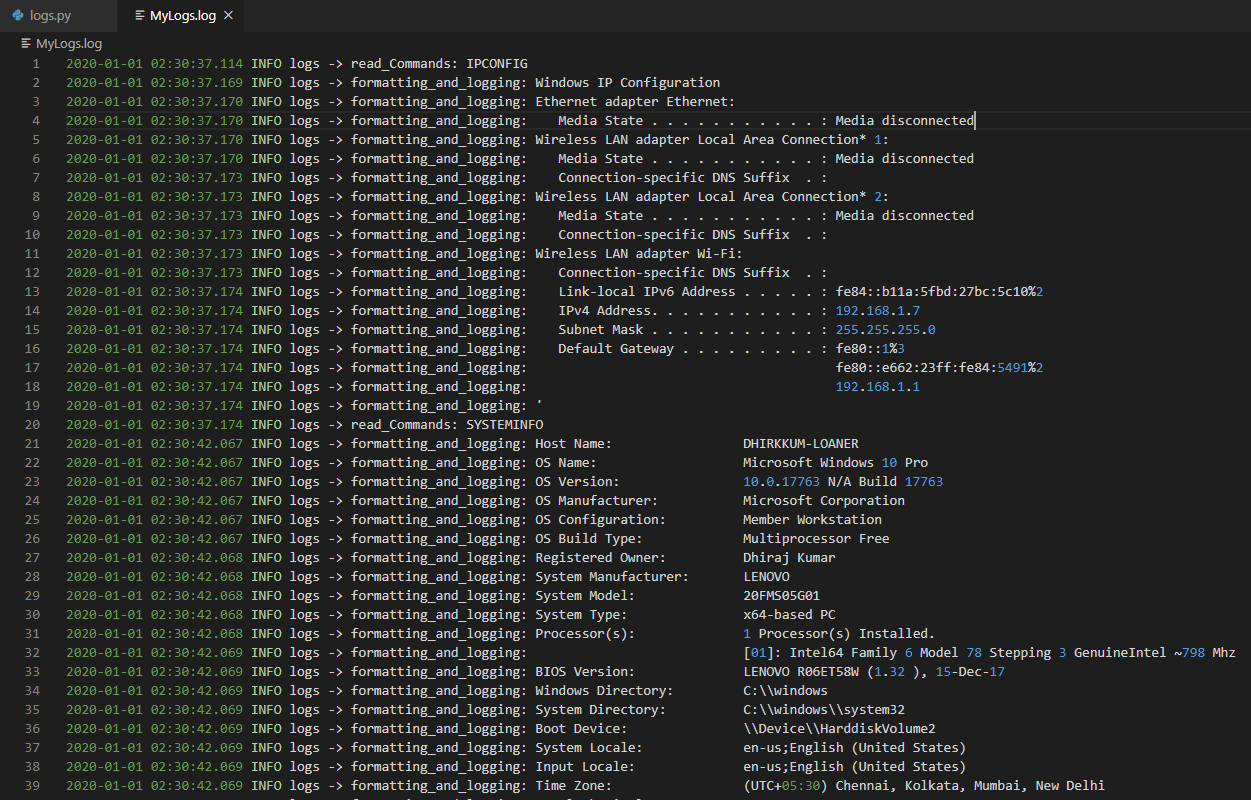 logs.py
MyLogs.log
MyLogs.log
1 2020-01-01 02:30:37.114 INFO logs -> read_Commands: IPCONFIG
2 2020-01-01 02:30:37.169 INFO logs -> formatting_and_logging: Windows IP Configuration
3 2020-01-01 02:30:37.170 INFO logs -> formatting_and_logging: Ethernet adapter Ethernet:
4 2020-01-01 02:30:37.170 INFO logs -> formatting_and_logging:    Media State . . . . . . . . . . . : Media disconnected
5 2020-01-01 02:30:37.170 INFO logs -> formatting_and_logging: Wireless LAN adapter Local Area Connection* 1:
6 2020-01-01 02:30:37.170 INFO logs -> formatting_and_logging:    Media State . . . . . . . . . . . : Media disconnected
7 2020-01-01 02:30:37.173 INFO logs -> formatting_and_logging:    Connection-specific DNS Suffix  . :
8 2020-01-01 02:30:37.173 INFO logs -> formatting_and_logging: Wireless LAN adapter Local Area Connection* 2:
9 2020-01-01 02:30:37.173 INFO logs -> formatting_and_logging:    Media State . . . . . . . . . . . : Media disconnected
10 2020-01-01 02:30:37.173 INFO logs -> formatting_and_logging:    Connection-specific DNS Suffix  . :
11 2020-01-01 02:30:37.173 INFO logs -> formatting_and_logging: Wireless LAN adapter Wi-Fi:
12 2020-01-01 02:30:37.173 INFO logs -> formatting_and_logging:    Connection-specific DNS Suffix  . :
13 2020-01-01 02:30:37.174 INFO logs -> formatting_and_logging:    Link-local IPv6 Address . . . . . : fe84::b11a:5fbd:27bc:5c10%2
14 2020-01-01 02:30:37.174 INFO logs -> formatting_and_logging:    IPv4 Address. . . . . . . . . . . : 192.168.1.7
15 2020-01-01 02:30:37.174 INFO logs -> formatting_and_logging:    Subnet Mask . . . . . . . . . . . : 255.255.255.0
16 2020-01-01 02:30:37.174 INFO logs -> formatting_and_logging:    Default Gateway . . . . . . . . . : fe80::1%3
17 2020-01-01 02:30:37.174 INFO logs -> formatting_and_logging:                                        fe80::e662:23ff:fe84:5491%2
18 2020-01-01 02:30:37.174 INFO logs -> formatting_and_logging:                                        192.168.1.1
19 2020-01-01 02:30:37.174 INFO logs -> formatting_and_logging: '
20 2020-01-01 02:30:37.174 INFO logs -> read_Commands: SYSTEMINFO
21 2020-01-01 02:30:42.067 INFO logs -> formatting_and_logging: Host Name:                 DHIRKKUM-LOANER
22 2020-01-01 02:30:42.067 INFO logs -> formatting_and_logging: OS Name:                   Microsoft Windows 10 Pro
23 2020-01-01 02:30:42.067 INFO logs -> formatting_and_logging: OS Version:                10.0.17763 N/A Build 17763
24 2020-01-01 02:30:42.067 INFO logs -> formatting_and_logging: OS Manufacturer:           Microsoft Corporation
25 2020-01-01 02:30:42.067 INFO logs -> formatting_and_logging: OS Configuration:          Member Workstation
26 2020-01-01 02:30:42.067 INFO logs -> formatting_and_logging: OS Build Type:             Multiprocessor Free
27 2020-01-01 02:30:42.068 INFO logs -> formatting_and_logging: Registered Owner:          Dhiraj Kumar
28 2020-01-01 02:30:42.068 INFO logs -> formatting_and_logging: System Manufacturer:       LENOVO
29 2020-01-01 02:30:42.068 INFO logs -> formatting_and_logging: System Model:              20FMS05G01
30 2020-01-01 02:30:42.068 INFO logs -> formatting_and_logging: System Type:               x64-based PC
31 2020-01-01 02:30:42.068 INFO logs -> formatting_and_logging: Processor(s):              1 Processor(s) Installed.
32 2020-01-01 02:30:42.069 INFO logs -> formatting_and_logging:                            [01]: Intel64 Family 6 Model 78 Stepping 3 GenuineIntel ~798 Mhz
33 2020-01-01 02:30:42.069 INFO logs -> formatting_and_logging: BIOS Version:              LENOVO R06ET58W (1.32 ), 15-Dec-17
34 2020-01-01 02:30:42.069 INFO logs -> formatting_and_logging: Windows Directory:         C:\\windows
35 2020-01-01 02:30:42.069 INFO logs -> formatting_and_logging: System Directory:          C:\\windows\\system32
36 2020-01-01 02:30:42.069 INFO logs -> formatting_and_logging: Boot Device:               \\Device\\HarddiskVolume2
37 2020-01-01 02:30:42.069 INFO logs -> formatting_and_logging: System Locale:             en-us;English (United States)
38 2020-01-01 02:30:42.069 INFO logs -> formatting_and_logging: Input Locale:              en-us;English (United States)
39 2020-01-01 02:30:42.069 INFO logs -> formatting_and_logging: Time Zone:                 (UTC+05:30) Chennai, Kolkata, Mumbai, New Delhi